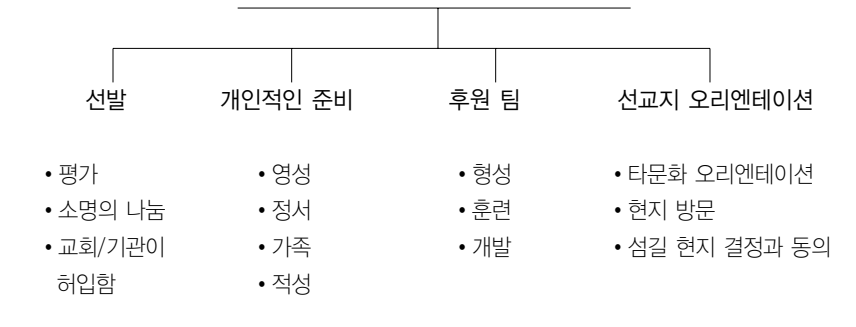 선발
• 평가
• 소명의 나눔
• 교회/기관이
허입함
개인적인 준비
• 영성
• 정서
• 가족
• 적성
후원 팀
• 형성
• 훈련
• 개발
선교지 오리엔테이션
• 타문화 오리엔테이션
• 현지 방문
• 섬길 현지 결정과 동의